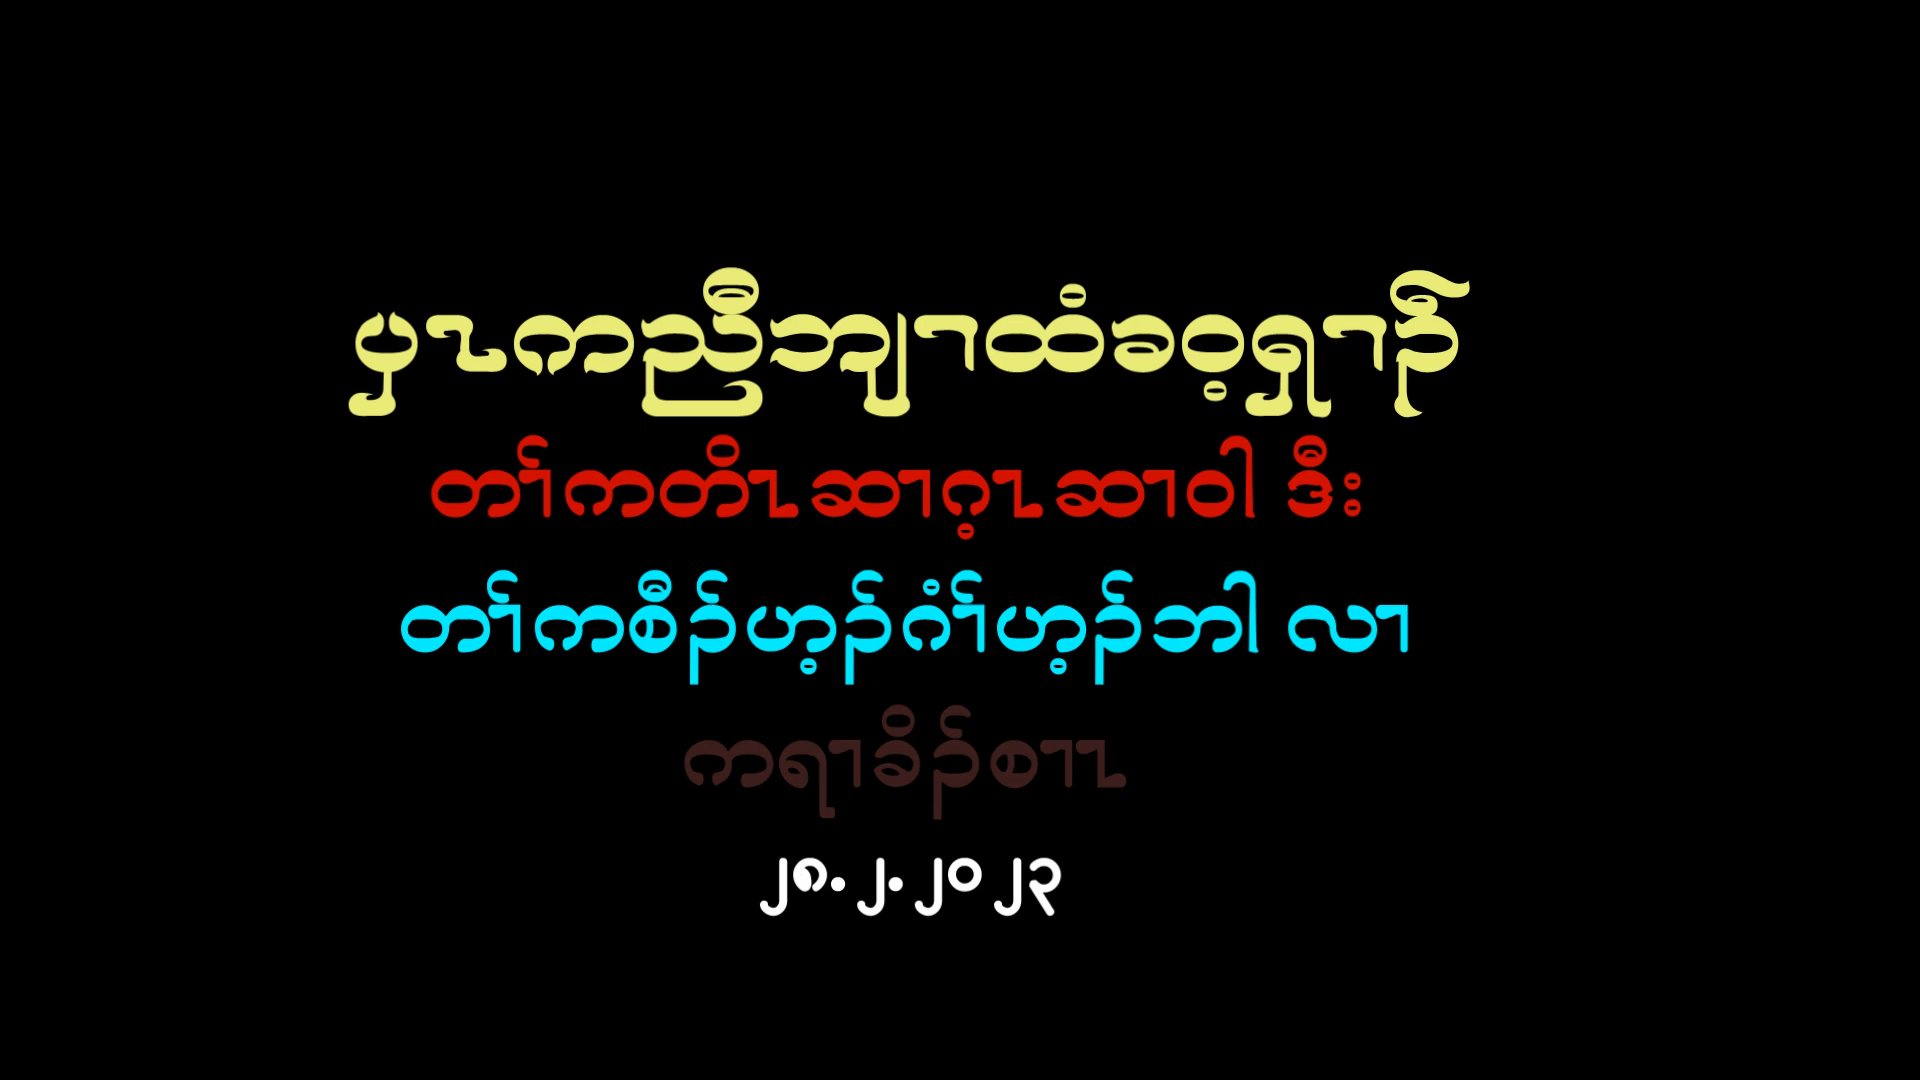 ပှၤကညီဘျၢထံခဝ့ရှၢၣ်
တၢ်ကတိၤဆၢဂ့ၤဆၢဝါ ဒီး
တၢ်ကစီၣ်ဟ့ၣ်ဂံၢ်ဟ့ၣ်ဘါ လၢ
ကရၢခိၣ်စၢၤ
၂၈.၂.၂၀၂၃